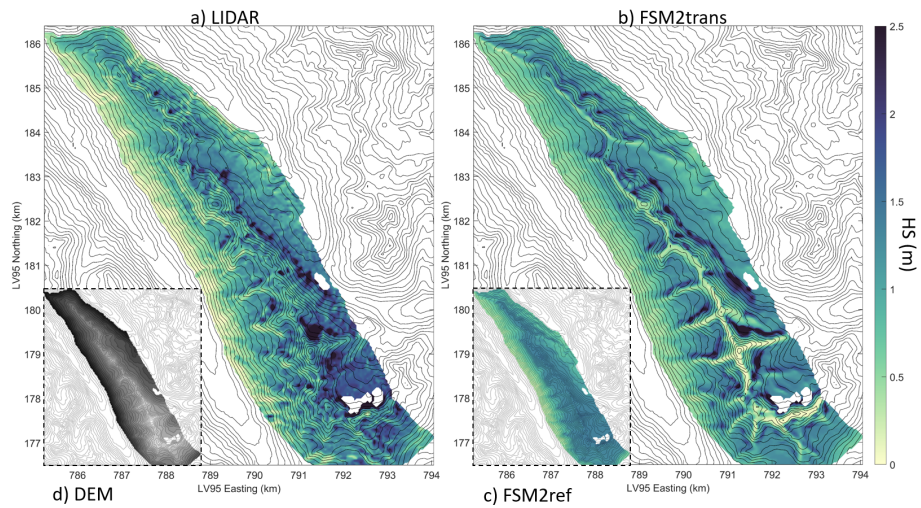 a) LIDAR
b) FSM2trans
186
185
184
183
182
181
180
179
178
177
LV95 Northing (km)
786 787 788 789 790 791 792 793 794
LV95 Easting (km)
d) DEM
186
185
184
183
182
181
180
179
178
177
LV95 Northing (km)
786 787 788 789 790 791 792 793 794
LV95 Easting (km)
c) FSM2ref
2.5
2
1.5
1
0.5
0
HS (m)